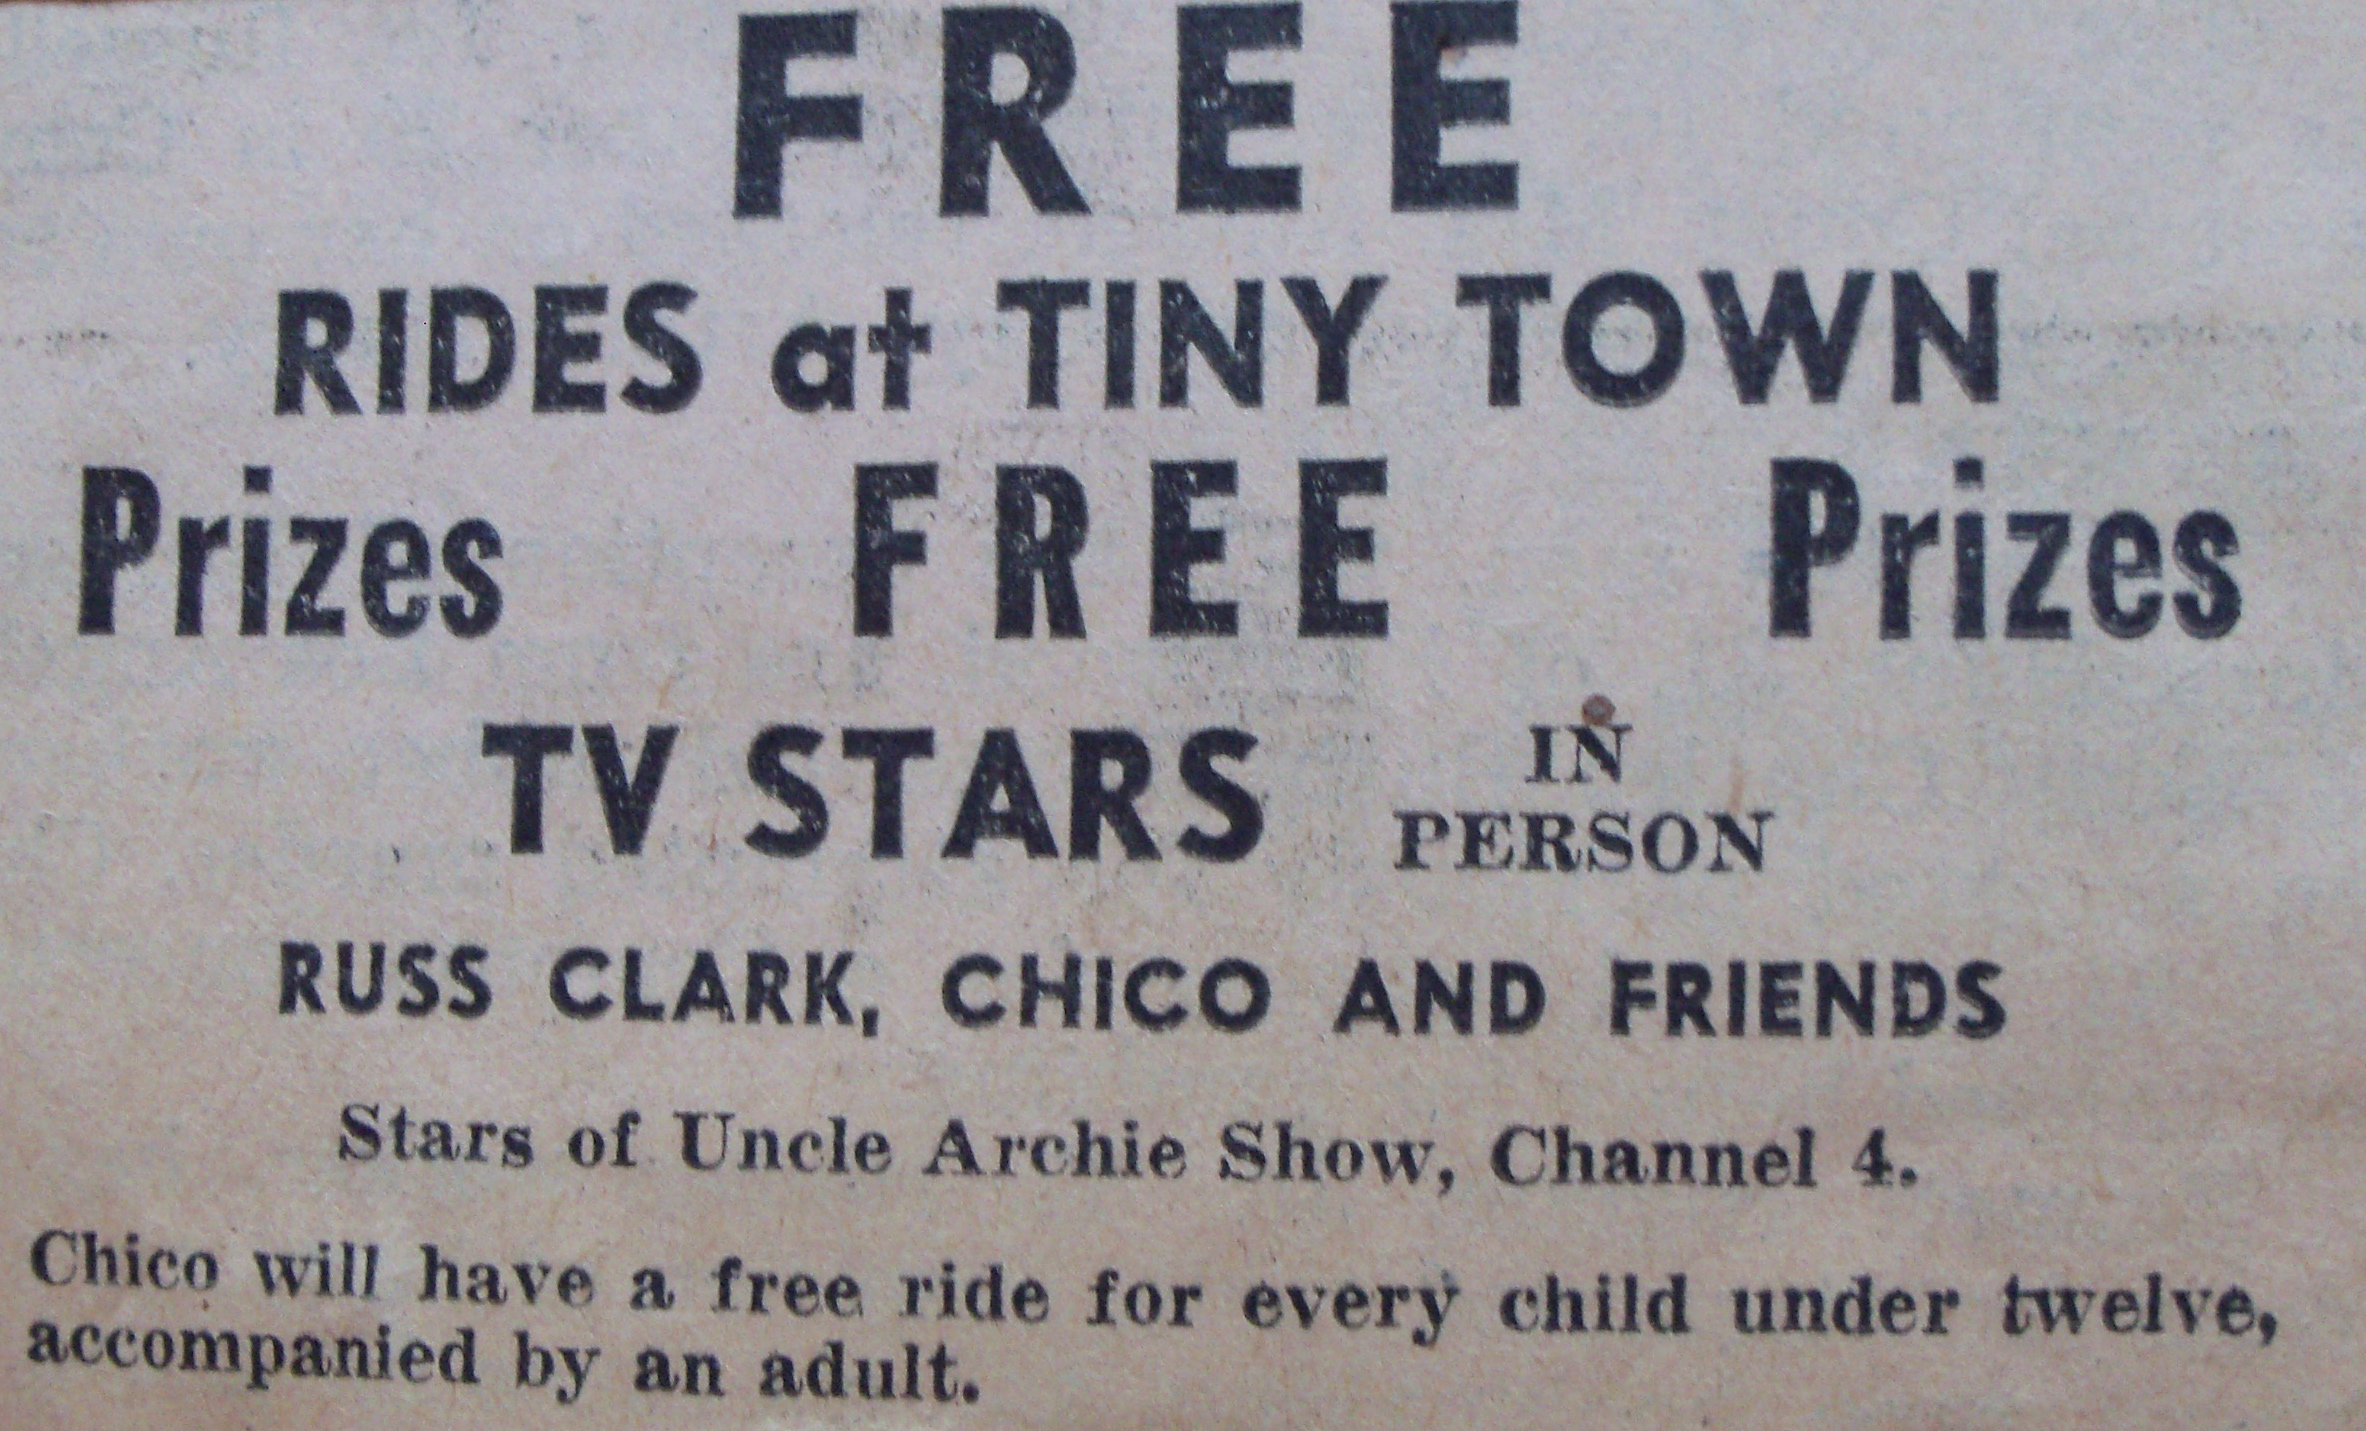 FREE
RIDES at TINY TOWN
Prizes FREE Prizes
TV STARS IN PERSON
RUSS CLARK, CHICO AND FRIENDS
Stars of Uncle Archie Show, Channel 4.
Chico will have a free ride for every child under twelve,
accompanied by an adult.